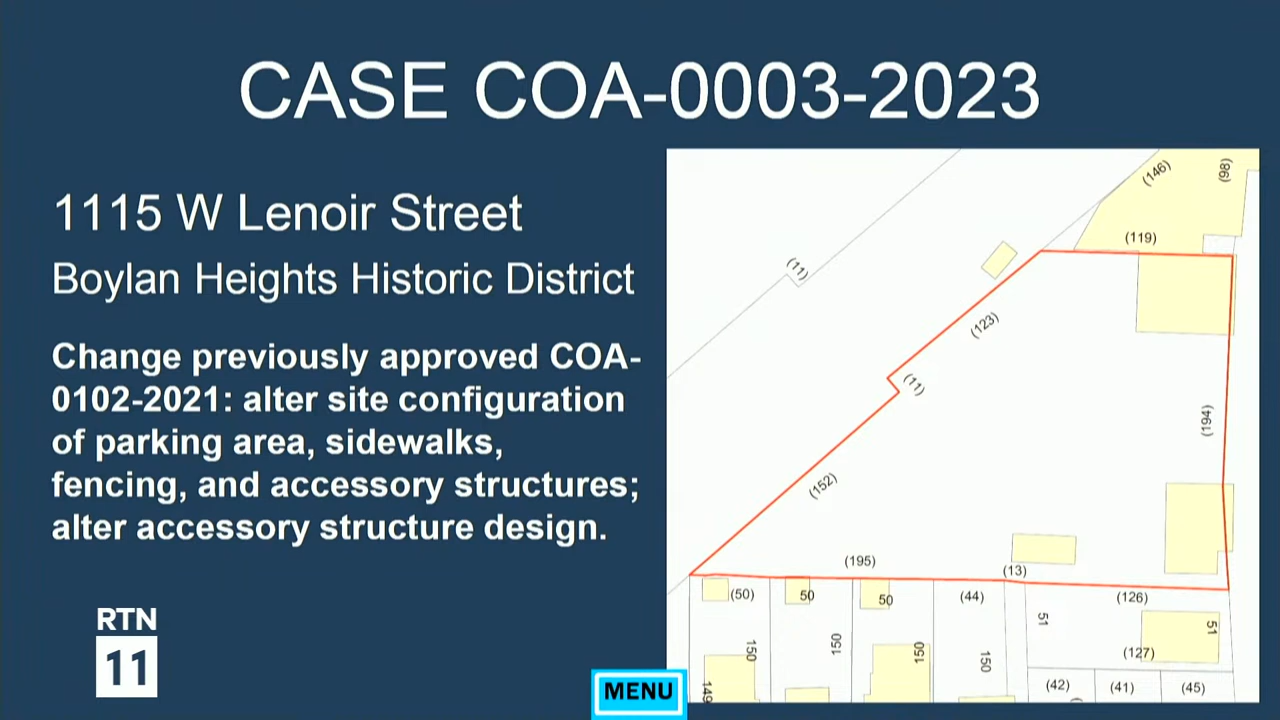 CASE COA-0003-2023
1115 W Lenoir Street
Boylan Heights Historic District
Change previously approved COA-
0102-2021: alter site configuration
of parking area, sidewalks,
fencing, and accessory structures;
alter accessory structure design.
(146)
(98)
(119)
(11)
(123)
(11)
(194)
(152)
(195)
(13)
(50)
50
50
(44)
51
(126)
51
150
150
150
150
(127)
149
(42)
(41)
(45)
RTN
11
MENU